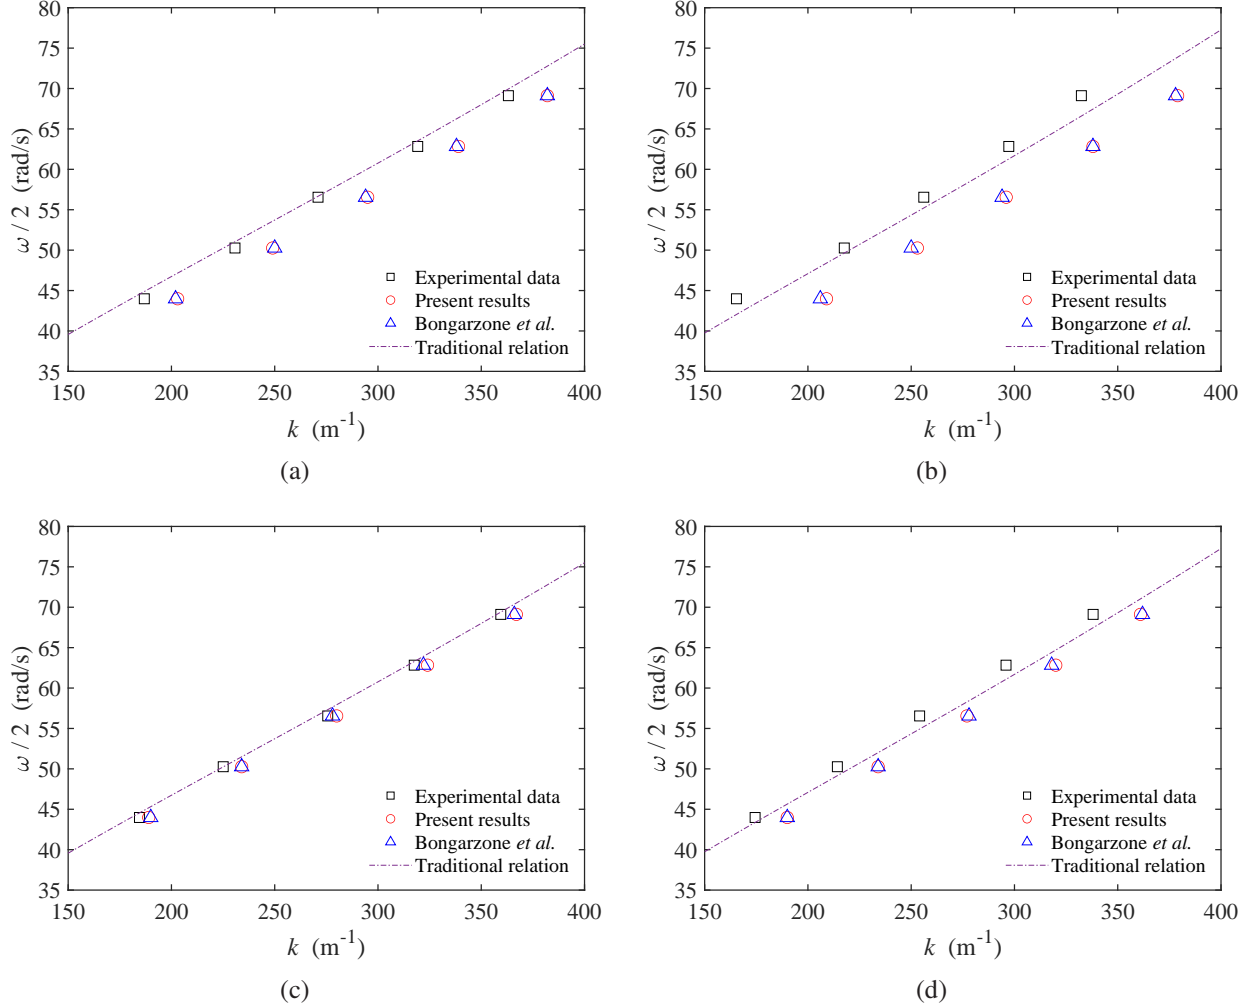 80
75
70
65
60
55
50
45
40
35
ω / 2 (rad/s)
150 200 250 300 350 400
k (m⁻¹)
Experimental data
Present results
Bongarzone et al.
Traditional relation
(a)
80
75
70
65
60
55
50
45
40
35
ω / 2 (rad/s)
150 200 250 300 350 400
k (m⁻¹)
Experimental data
Present results
Bongarzone et al.
Traditional relation
(b)
80
75
70
65
60
55
50
45
40
35
ω / 2 (rad/s)
150 200 250 300 350 400
k (m⁻¹)
Experimental data
Present results
Bongarzone et al.
Traditional relation
(c)
80
75
70
65
60
55
50
45
40
35
ω / 2 (rad/s)
150 200 250 300 350 400
k (m⁻¹)
Experimental data
Present results
Bongarzone et al.
Traditional relation
(d)